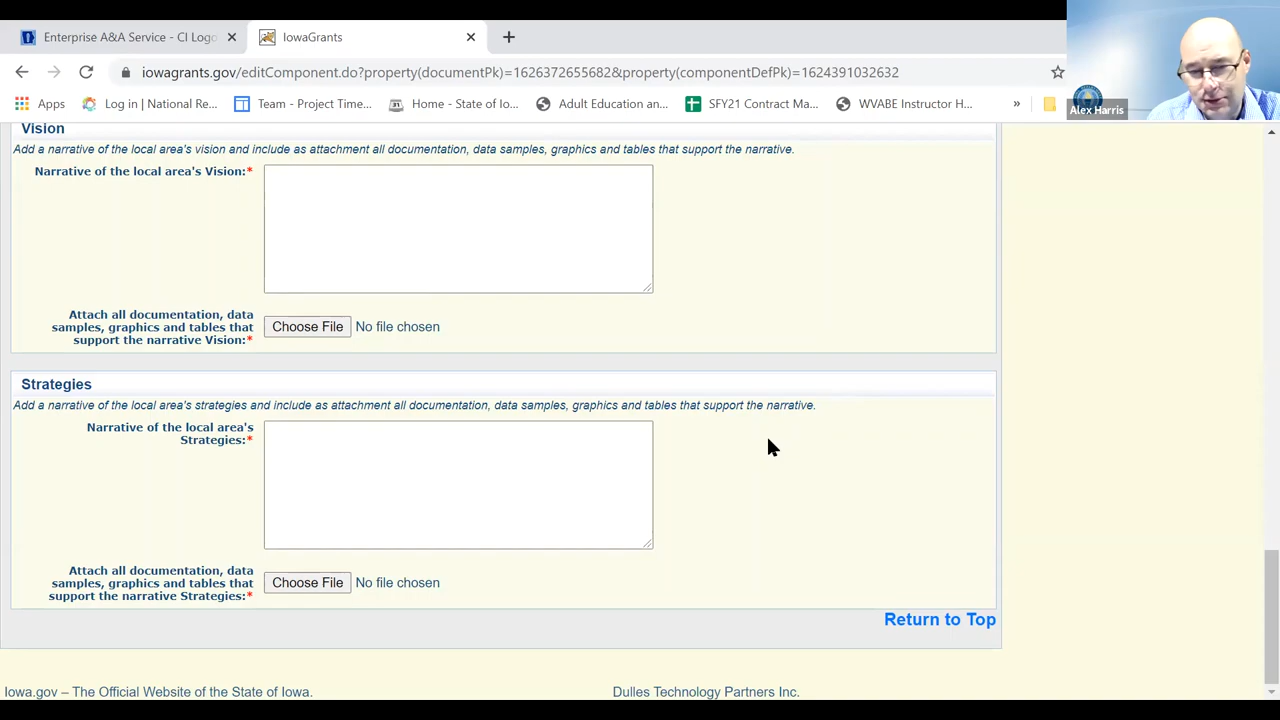 Enterprise A&A Service - CI Logo
IowaGrants
iowagrants.gov/editComponent.do?property(documentPk)=1626372655682&property(componentDefPk)=1624391032632
Apps
Log in | National Re...
Team - Project Time...
31
Home - State of Io...
Adult Education an...
SFY21 Contract Ma...
WVABE Instructor H...
»
Alex Harris
Vision
Add a narrative of the local area's vision and include as attachment all documentation, data samples, graphics and tables that support the narrative.
Narrative of the local area's Vision:*
Attach all documentation, data
samples, graphics and tables that
support the narrative Vision:*
Choose File No file chosen
Strategies
Add a narrative of the local area's strategies and include as attachment all documentation, data samples, graphics and tables that support the narrative.
Narrative of the local area's
Strategies:*
Attach all documentation, data
samples, graphics and tables that
support the narrative Strategies:*
Choose File No file chosen
Return to Top
Iowa.gov – The Official Website of the State of Iowa.
Dulles Technology Partners Inc.